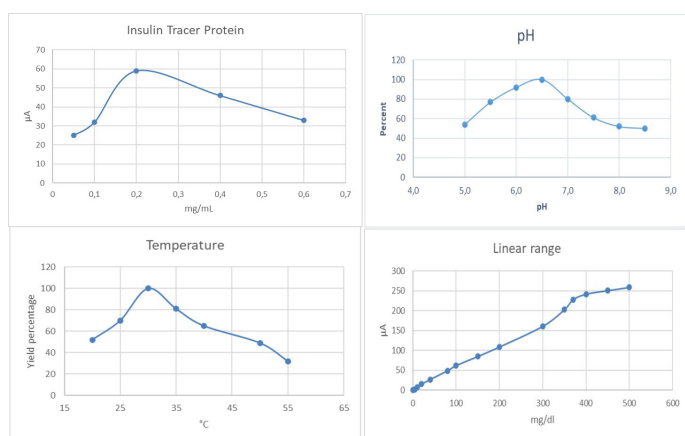 Insulin Tracer Protein
70
60
50
40
30
20
10
0
µA
0 0,1 0,2 0,3 0,4 0,5 0,6 0,7
mg/mL
pH
120
100
80
60
40
20
0
Percent
4,0 5,0 6,0 7,0 8,0 9,0
pH
Temperature
120
100
80
60
40
20
0
Yield percentage
15 25 35 45 55 65
°C
Linear range
300
250
200
150
100
50
0
µA
0 100 200 300 400 500 600
mg/dl